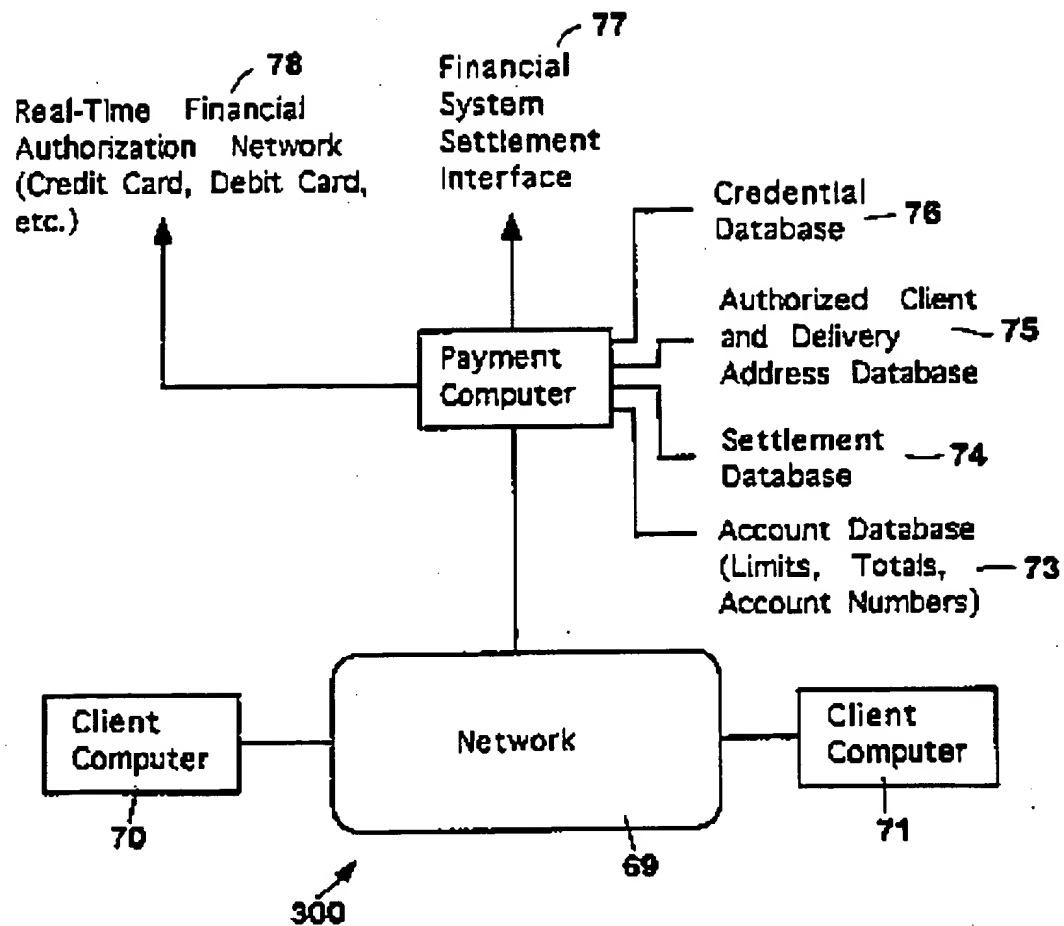 78
Real-Time Financial
Authorization Network
(Credit Card, Debit Card,
etc.)
77
Financial
System
Settlement
Interface
Credential
Database
76
Authorized Client
and Delivery
Address Database
75
Payment
Computer
Settlement
Database
74
Account Database
(Limits, Totals,
Account Numbers)
73
Client
Computer
70
Network
69
Client
Computer
71
300